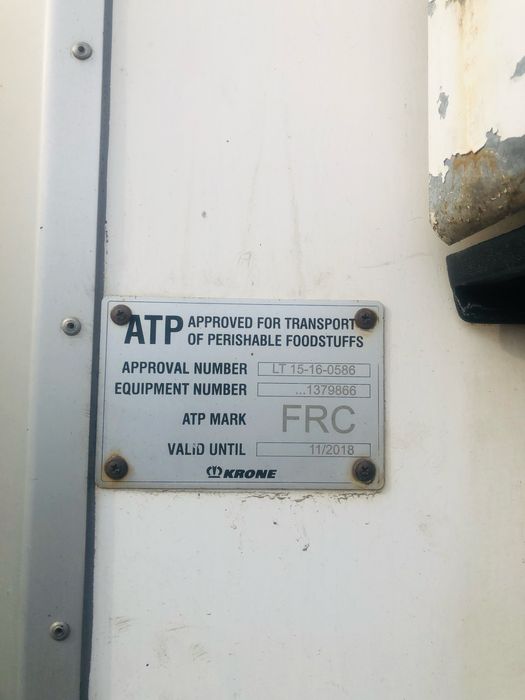 ATP APPROVED FOR TRANSPORT
OF PERISHABLE FOODSTUFFS
APPROVAL NUMBER LT 15-16-0586
EQUIPMENT NUMBER ...1379866
ATP MARK FRC
VALID UNTIL 11/2018
KRONE